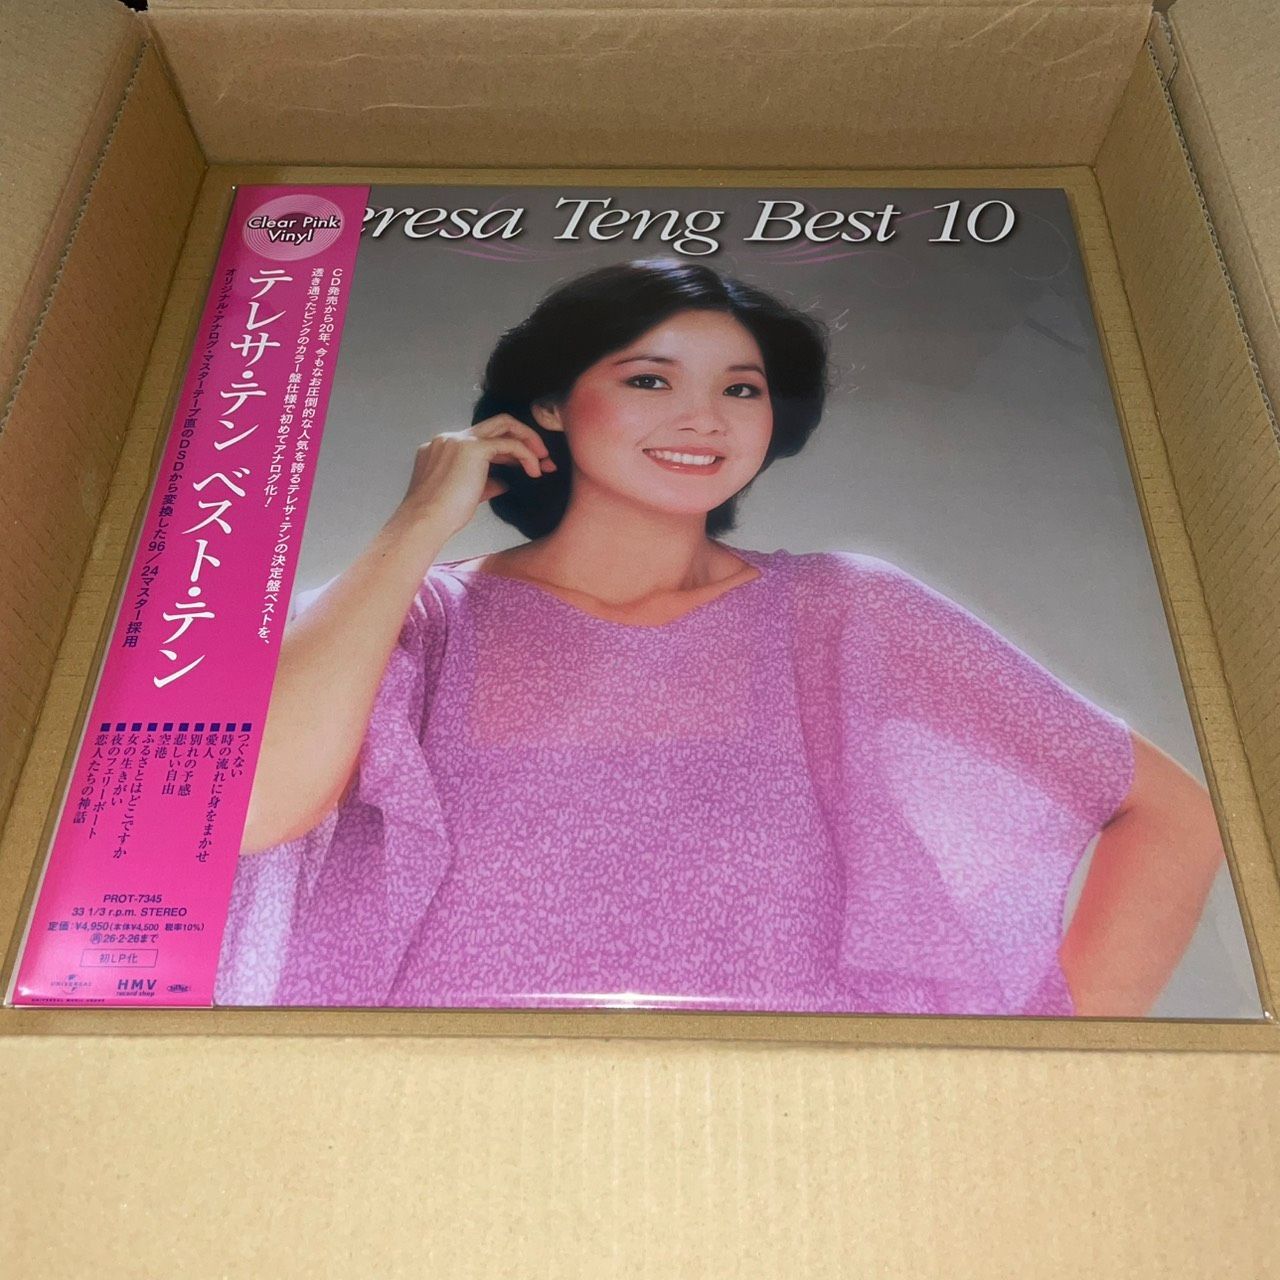 eresa Teng Best 10
Clear Pink
Vinyl
CD発売から20年、今もなお圧倒的な人気を誇るテレサ・テンの決定盤ベストを、
透き通ったピンクのカラー盤仕様で初めてアナログ化！
テレサ・テン ベスト・テン
オリジナル・アナログ・マスターテープ直のDSDから変換した96/24マスター採用
■つぐない
■時の流れに身をまかせ
■愛人
■別れの予感
■悲しい自由
■空港
■ふるさとはどこですか
■女の生きがい
■夜のフェリーボート
■恋人たちの神話
PROT-7345
33 1/3 r.p.m. STEREO
定価:¥4,950(本体¥4,500 税率10%)
26・2・26まで
初LP化
UNIVERSAL
HMV
record shop
UNIVERSAL MUSIC JAPAN